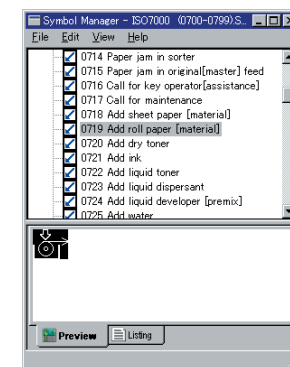 Symbol Manager - ISO7000 (0700-0799).S...
File Edit View Help
0714 Paper jam in sorter
0715 Paper jam in original[master] feed
0716 Call for key operator[assistance]
0717 Call for maintenance
0718 Add sheet paper [material]
0719 Add roll paper [material]
0720 Add dry toner
0721 Add ink
0722 Add liquid toner
0723 Add liquid dispersant
0724 Add liquid developer [premix]
0725 Add water
Preview Listing